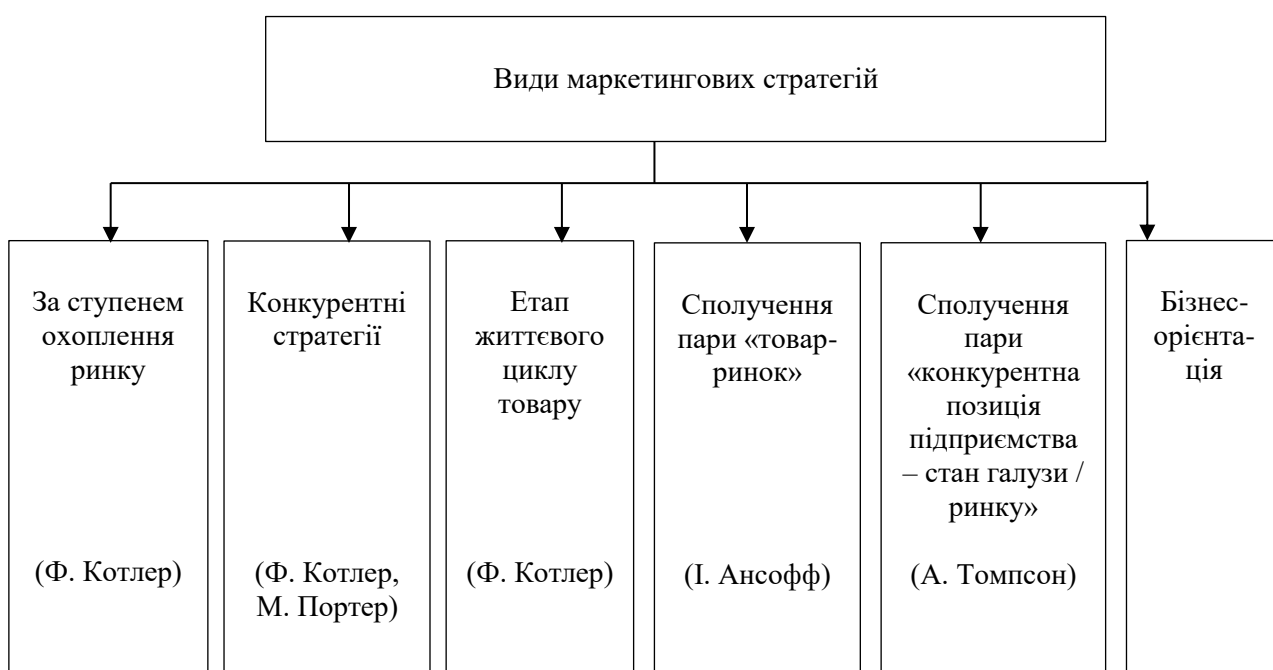 Види маркетингових стратегій
За ступенем
охоплення
ринку
(Ф. Котлер)
Конкурентні
стратегії
(Ф. Котлер,
М. Портер)
Етап
життєвого
циклу
товару
(Ф. Котлер)
Сполучення
пари «товар-
ринок»
(І. Ансофф)
Сполучення
пари
«конкурентна
позиція
підприємства
– стан галузи /
ринку»
(А. Томпсон)
Бізнес-
орієнта-
ція